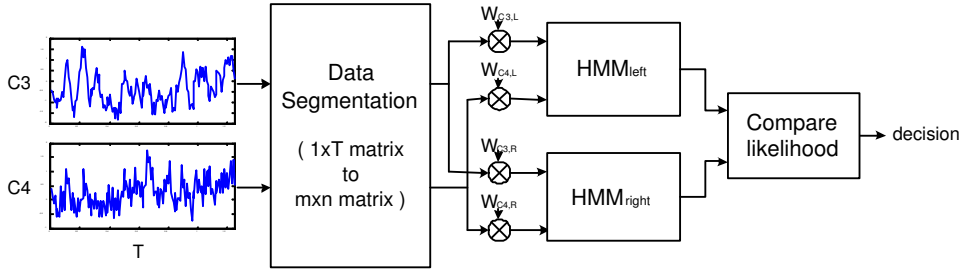 C3
C4
T
Data
Segmentation
( 1xT matrix
to
mxn matrix )
WC3,L
WC4,L
WC3,R
WC4,R
HMMleft
HMMright
Compare
likelihood
decision